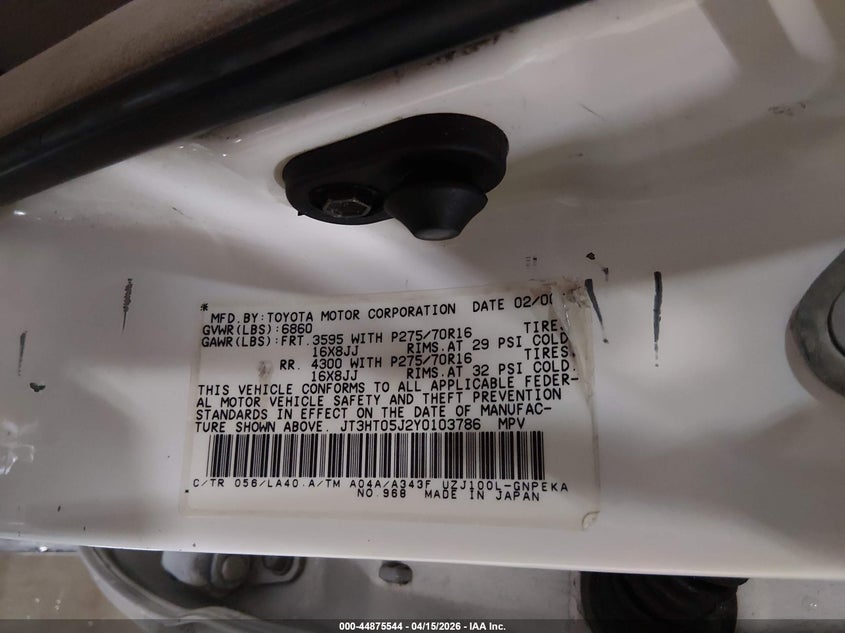 * MFD.BY:TOYOTA MOTOR CORPORATION DATE 02/00
GVWR(LBS):6860 TIRE,
GAWR(LBS):FRT.3595 WITH P275/70R16
16X8JJ RIMS.AT 29 PSI COLD
RR. 4300 WITH P275/70R16 TIRES,
16X8JJ RIMS.AT 32 PSI COLD.
THIS VEHICLE CONFORMS TO ALL APPLICABLE FEDER-
AL MOTOR VEHICLE SAFETY AND THEFT PREVENTION
STANDARDS IN EFFECT ON THE DATE OF MANUFAC-
TURE SHOWN ABOVE. JT3HT05J2Y0103786 MPV
C/TR 056/LA40.A/TM A04A/A343F UZJ100L-GNPEKA
NO.968 MADE IN JAPAN
000-44875544 - 04/15/2026 - IAA Inc.